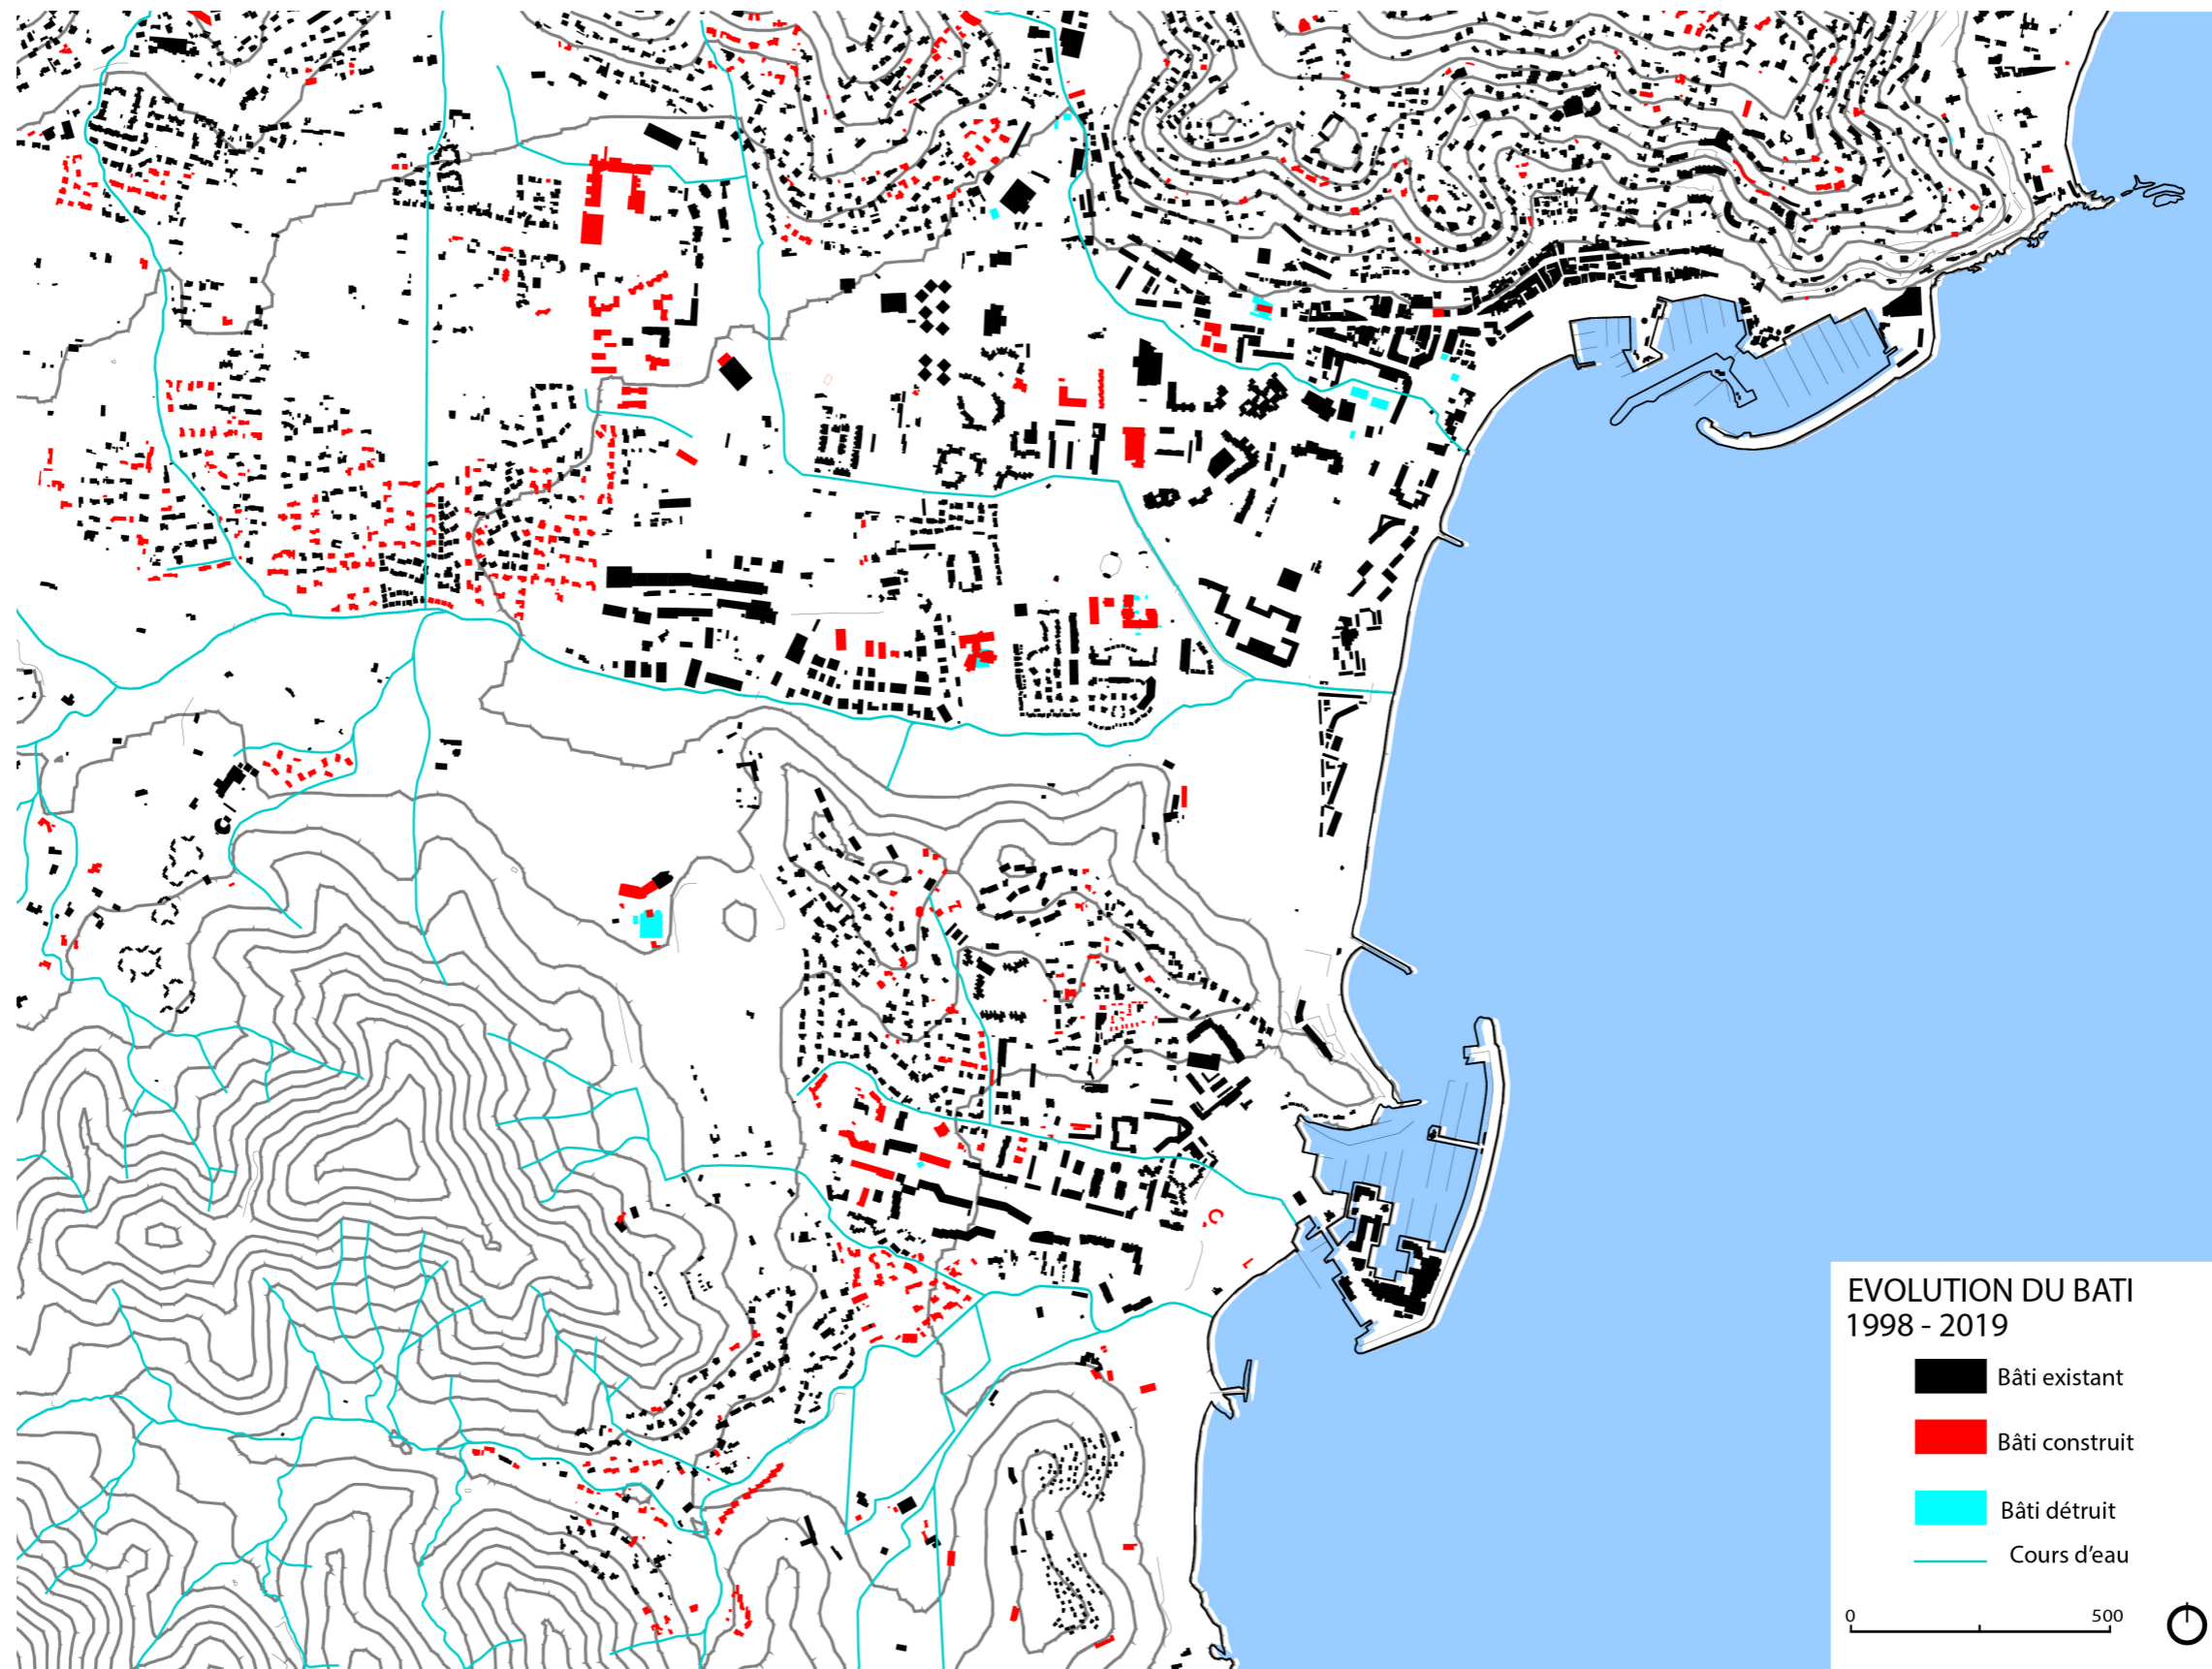 EVOLUTION DU BATI
1998 - 2019
Bâti existant
Bâti construit
Bâti détruit
Cours d'eau
0 500